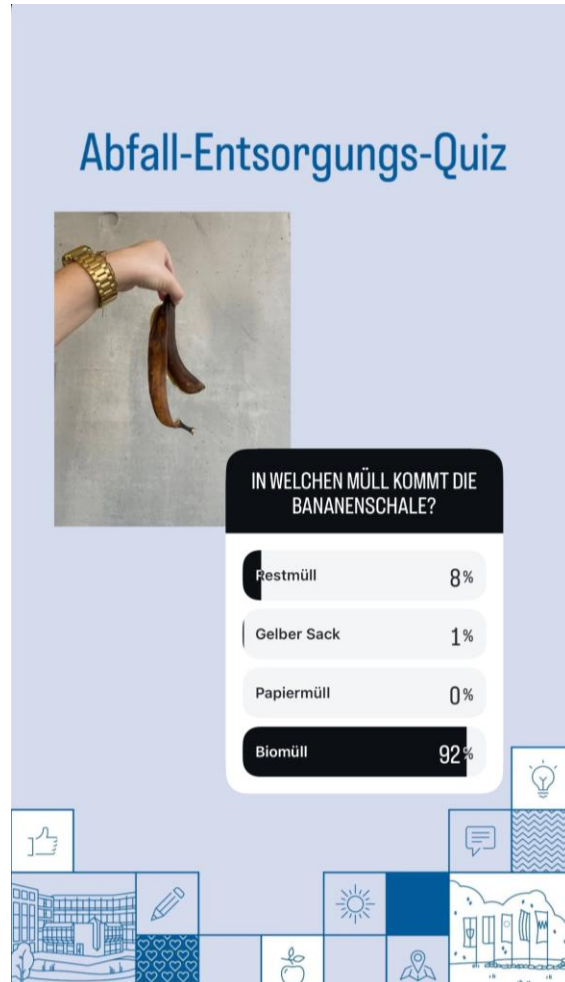 Abfall-Entsorgungs-Quiz
IN WELCHEN MÜLL KOMMT DIE
BANANENSCHALE?
Restmüll 8%
Gelber Sack 1%
Papiermüll 0%
Biomüll 92%